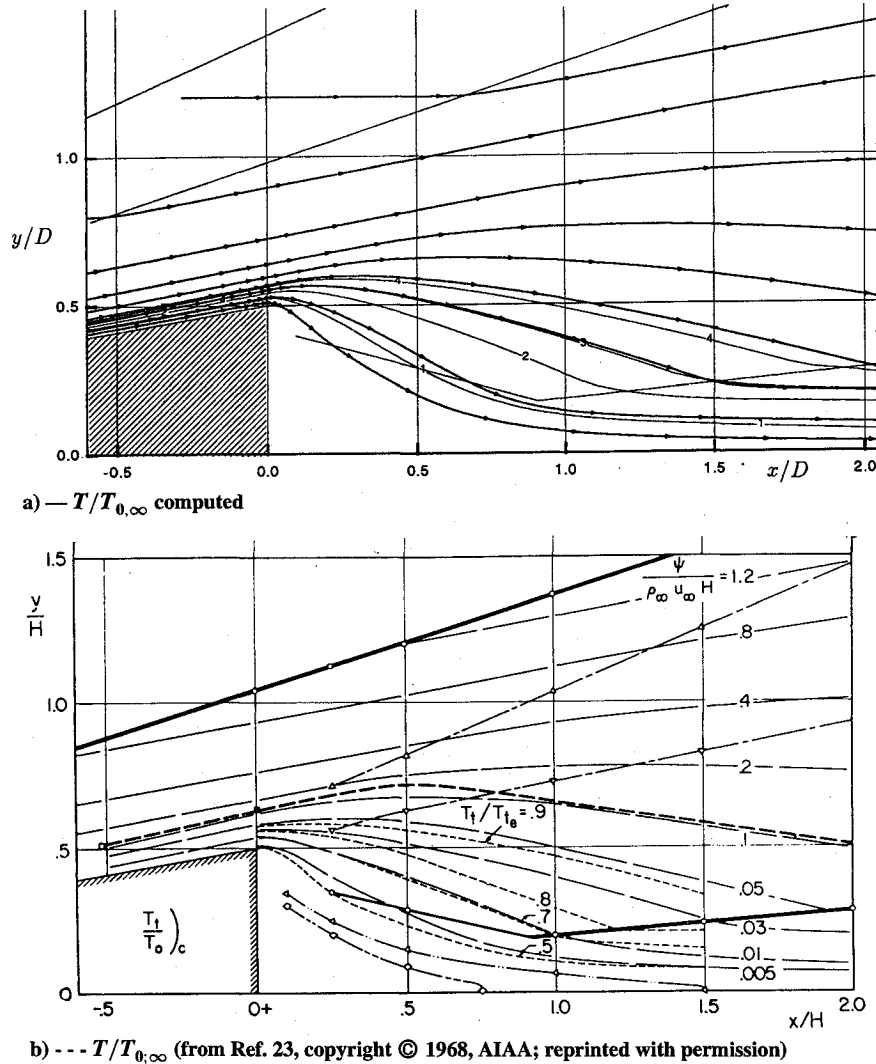 1.0
y/D
0.5
0.0
-0.5
0.0
0.5
1.0
1.5
x/D
2.0
4
3
4
2
1
1
a) — T/T0,∞ computed
1.5
y
H
1.0
.5
0
ψ
ρ∞ u∞ H
=1.2
.8
.4
.2
Tt/Tte=.9
.1
.05
.8
.7
.03
.5
.01
.005
Tt
To
)c
-.5
0+
.5
1.0
1.5
2.0
x/H
b) --- T/T0;∞ (from Ref. 23, copyright © 1968, AIAA; reprinted with permission)